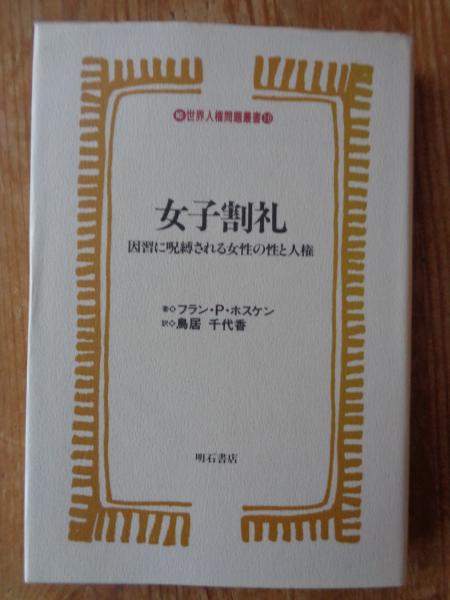 世界人権問題叢書10
女子割礼
因習に呪縛される女性の性と人権
著◇フラン・P・ホスケン
訳◇鳥居 千代香
明石書店